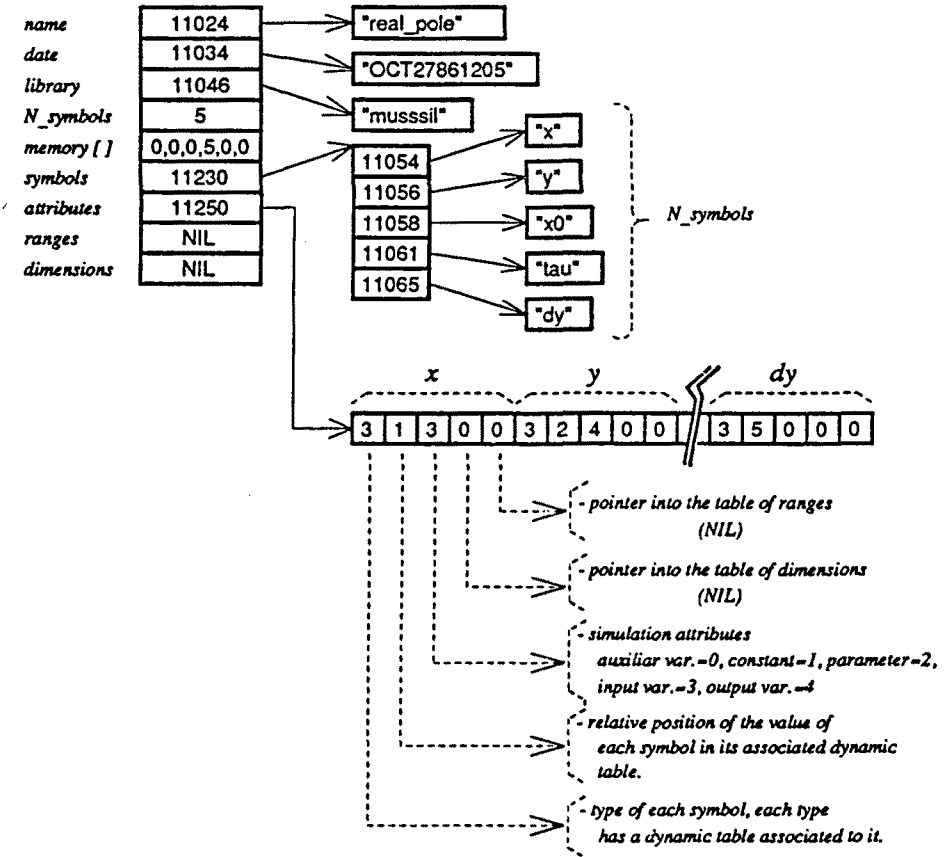 name 11024 "real_pole"
date 11034 "OCT27861205"
library 11046 "musssil"
N_symbols 5
memory [ ] 0,0,0,5,0,0
symbols 11230
attributes 11250
ranges NIL
dimensions NIL
11054 "x"
11056 "y"
11058 "x0"
11061 "tau"
11065 "dy"
N_symbols
x y dy
3 1 3 0 0 3 2 4 0 0 3 5 0 0 0
- pointer into the table of ranges
(NIL)
- pointer into the table of dimensions
(NIL)
- simulation attributes
auxiliar var.=0, constant=1, parameter=2,
input var.=3, output var.=4
- relative position of the value of
each symbol in its associated dynamic
table.
- type of each symbol, each type
has a dynamic table associated to it.